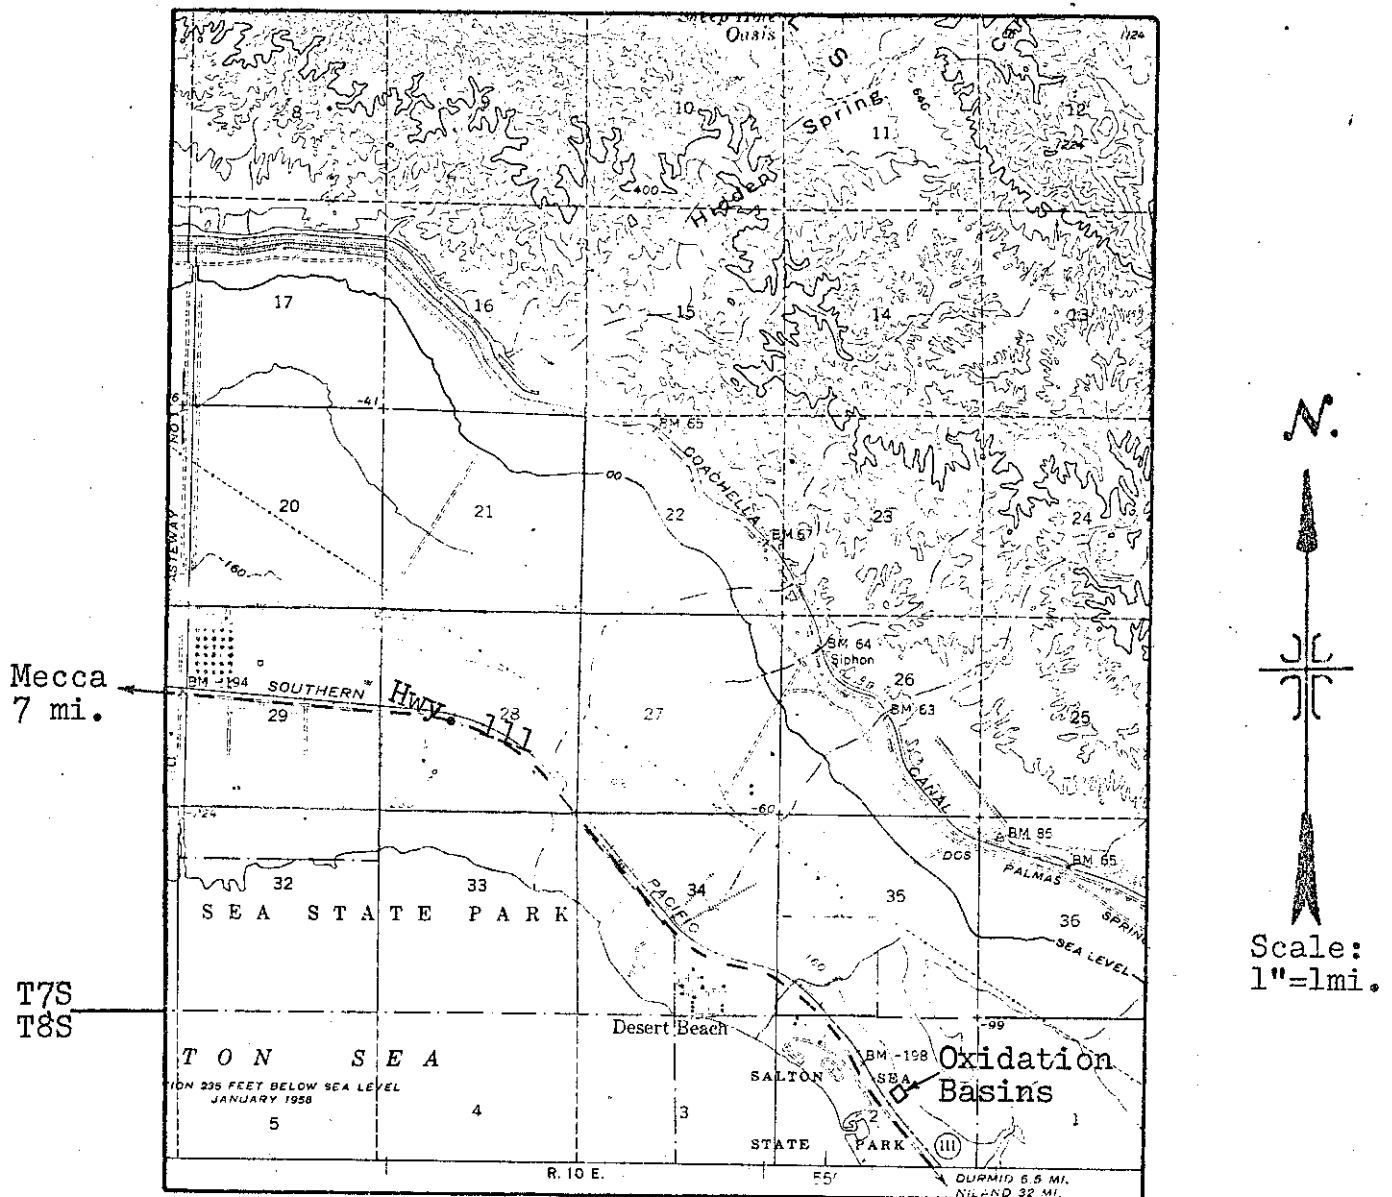 Oasis
1124
S
8
9
10
Spring
640
11
12
1224
400
Hidden
17
16
15
14
13
-41
BM 65
COACHELLA
00
20
21
22
BM 67
23
24
160
BM 64
Siphon
26
Mecca
7 mi.
BM -194
SOUTHERN
Hwy. 111
29
28
27
BM 63
25
CANAL
-60
BM 85
BM 65
DOS
PALMAS
SPRING
32
33
34
PACIFIC
35
36
SEA STATE PARK
SEA LEVEL
160
N.
Scale:
1"=1mi.
T7S
T8S
Desert Beach
-99
TON SEA
ION 235 FEET BELOW SEA LEVEL
JANUARY 1958
BM -198
SALTON
SEA
Oxidation
Basins
5
4
3
2
1
STATE PARK
111
R. 10 E.
55'
DURMID 6.5 MI.
NILAND 32 MI.